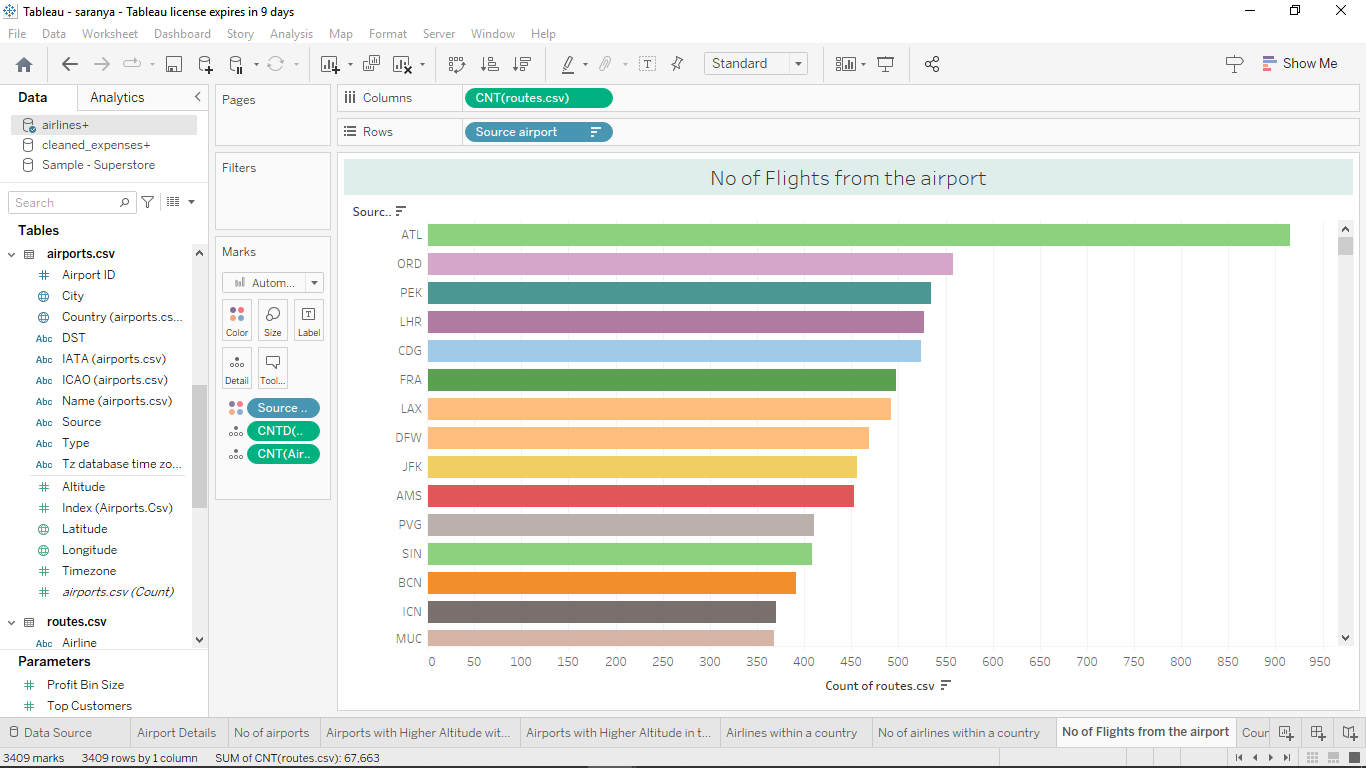 Tableau - saranya - Tableau license expires in 9 days
File Data Worksheet Dashboard Story Analysis Map Format Server Window Help
Standard
Show Me
Data Analytics
airlines+
cleaned_expenses+
Sample - Superstore
Search
Tables
airports.csv
Airport ID
City
Country (airports.cs...
Abc DST
Abc IATA (airports.csv)
Abc ICAO (airports.csv)
Abc Name (airports.csv)
Abc Source
Abc Type
Abc Tz database time zo...
Altitude
Index (Airports.Csv)
Latitude
Longitude
Timezone
airports.csv (Count)
routes.csv
Abc Airline
Parameters
Profit Bin Size
Top Customers
Pages
Filters
Marks
Autom...
Color Size Label
Detail Tool...
Source ..
CNTD(..
CNT(Air..
Columns CNT(routes.csv)
Rows Source airport
No of Flights from the airport
Sourc..
ATL
ORD
PEK
LHR
CDG
FRA
LAX
DFW
JFK
AMS
PVG
SIN
BCN
ICN
MUC
0 50 100 150 200 250 300 350 400 450 500 550 600 650 700 750 800 850 900 950
Count of routes.csv
Data Source Airport Details No of airports Airports with Higher Altitude wit... Airports with Higher Altitude in t... Airlines within a country No of airlines within a country No of Flights from the airport Cour
3409 marks 3409 rows by 1 column SUM of CNT(routes.csv): 67,663